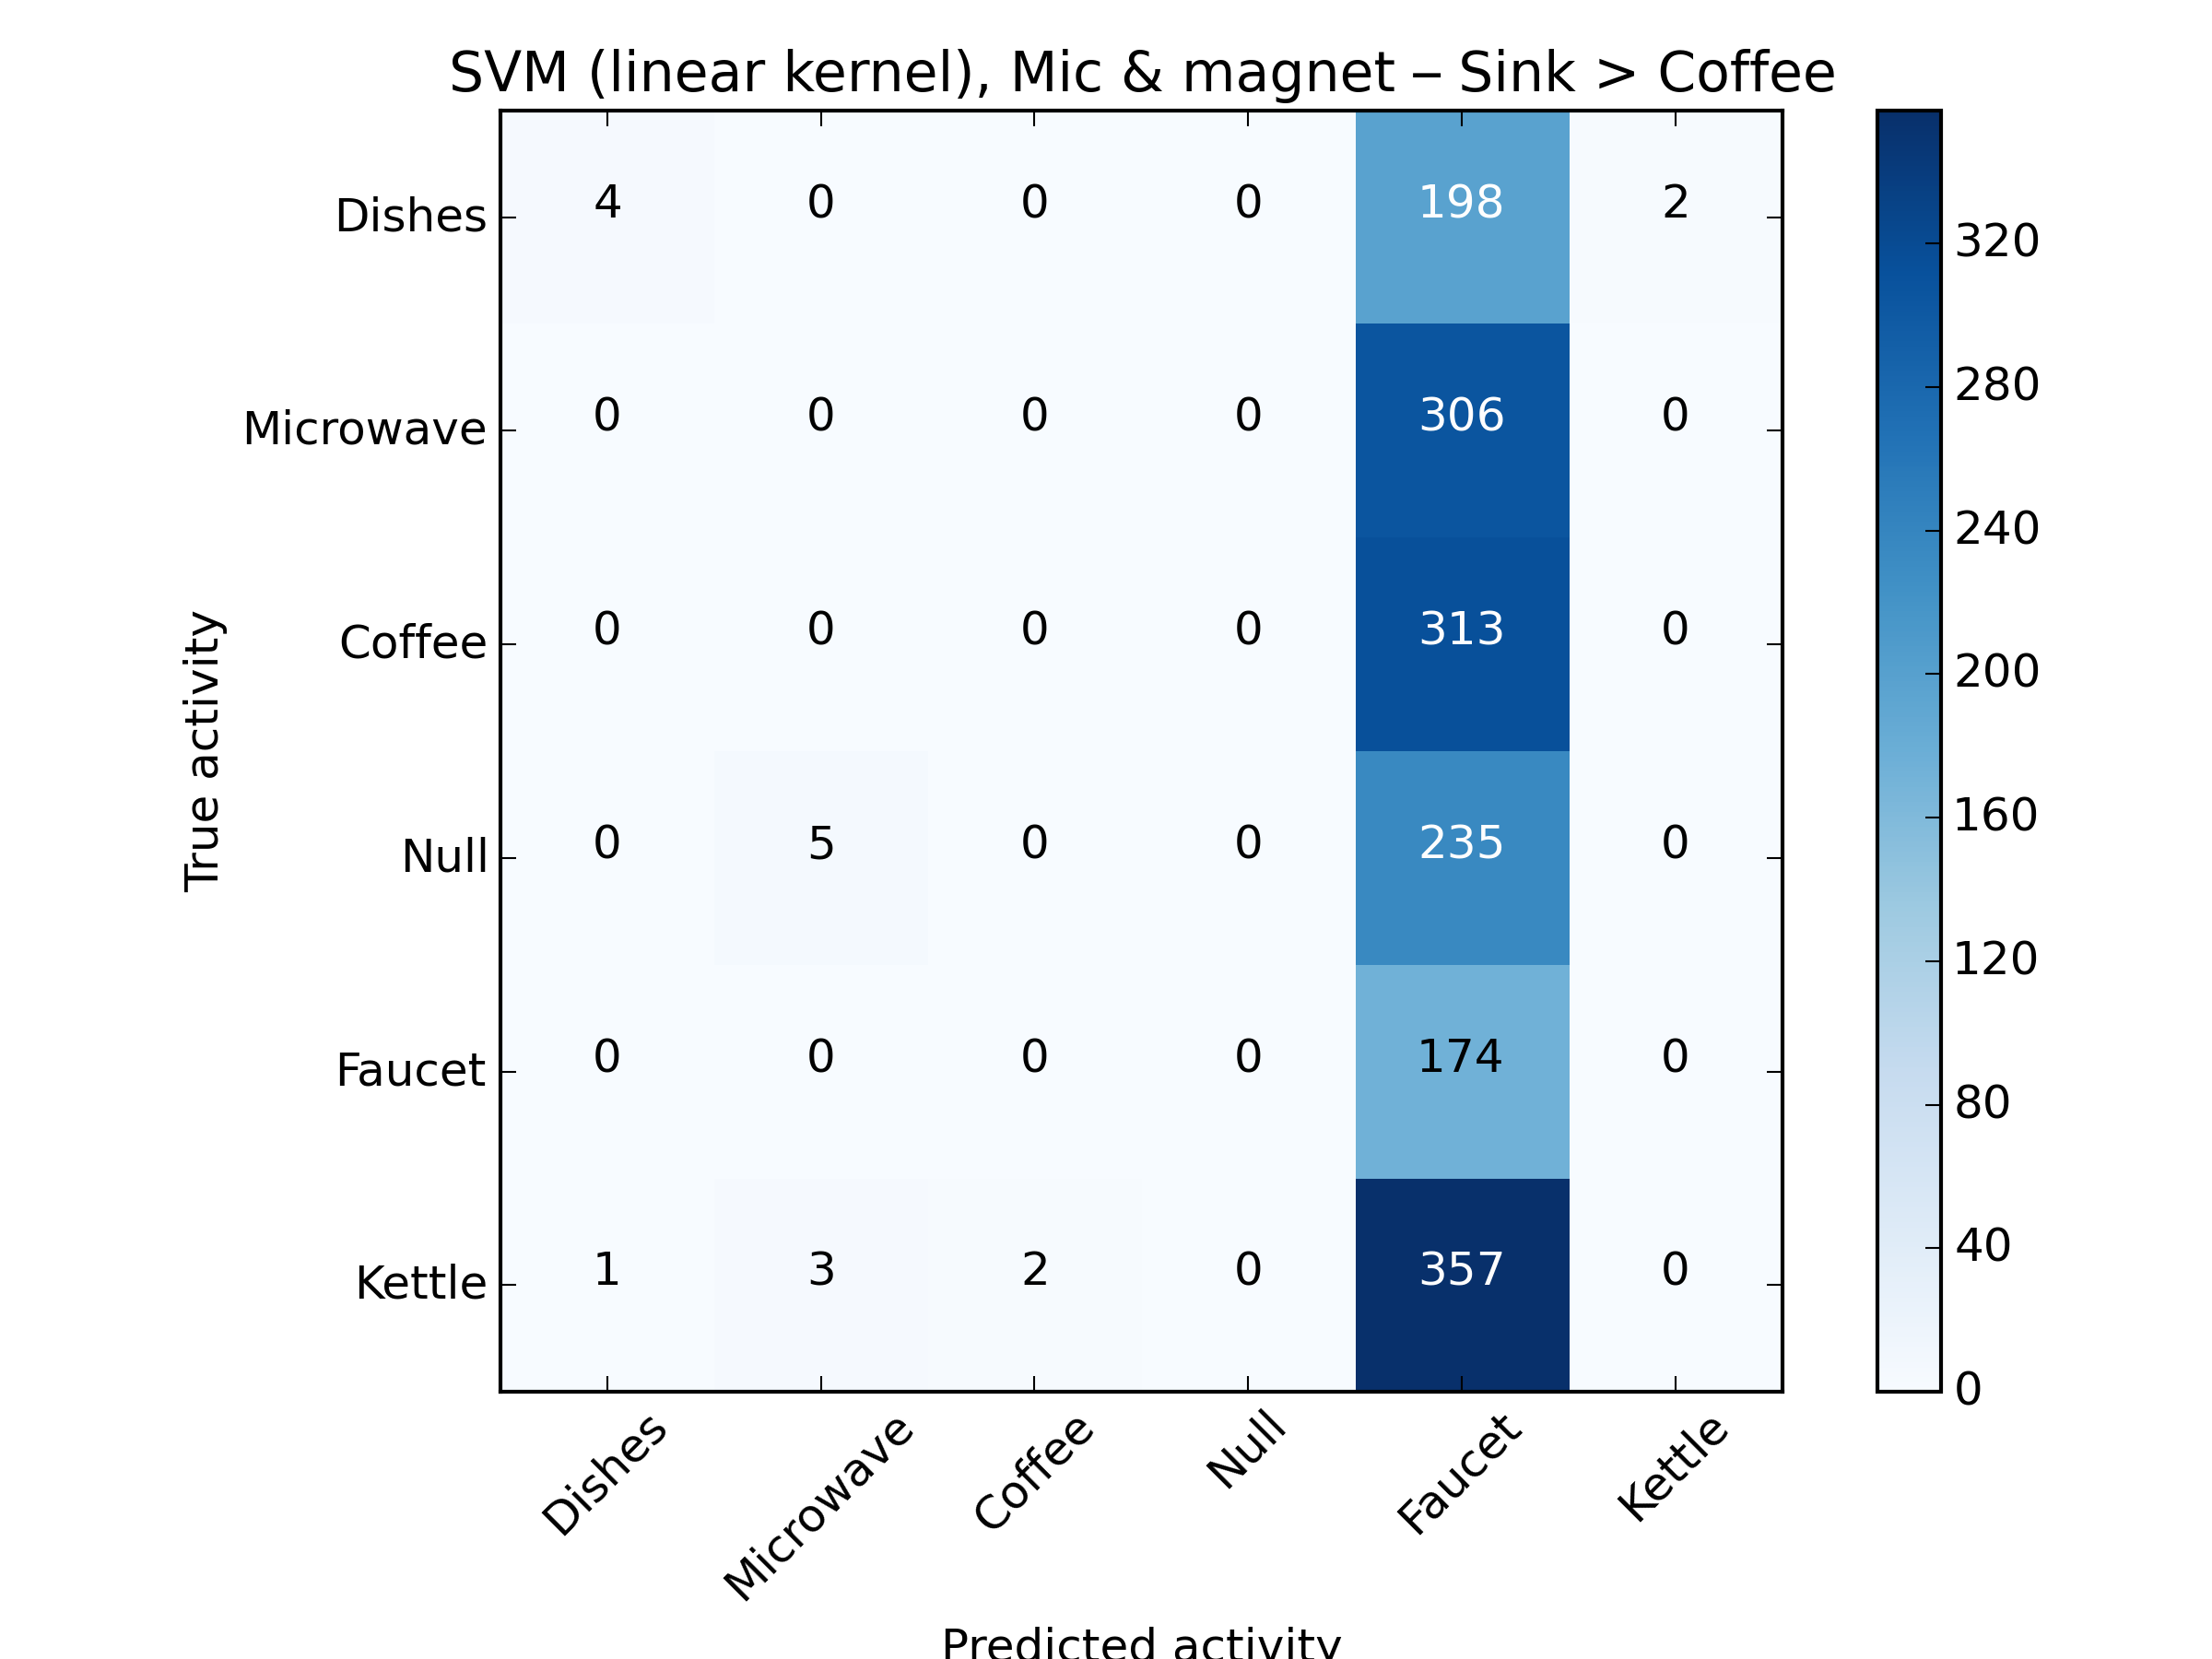 SVM (linear kernel), Mic & magnet – Sink > Coffee
Dishes 4 0 0 0 198 2
Microwave 0 0 0 0 306 0
Coffee 0 0 0 0 313 0
Null 0 5 0 0 235 0
Faucet 0 0 0 0 174 0
Kettle 1 3 2 0 357 0
True activity
Dishes Microwave Coffee Null Faucet Kettle
Predicted activity
320
280
240
200
160
120
80
40
0